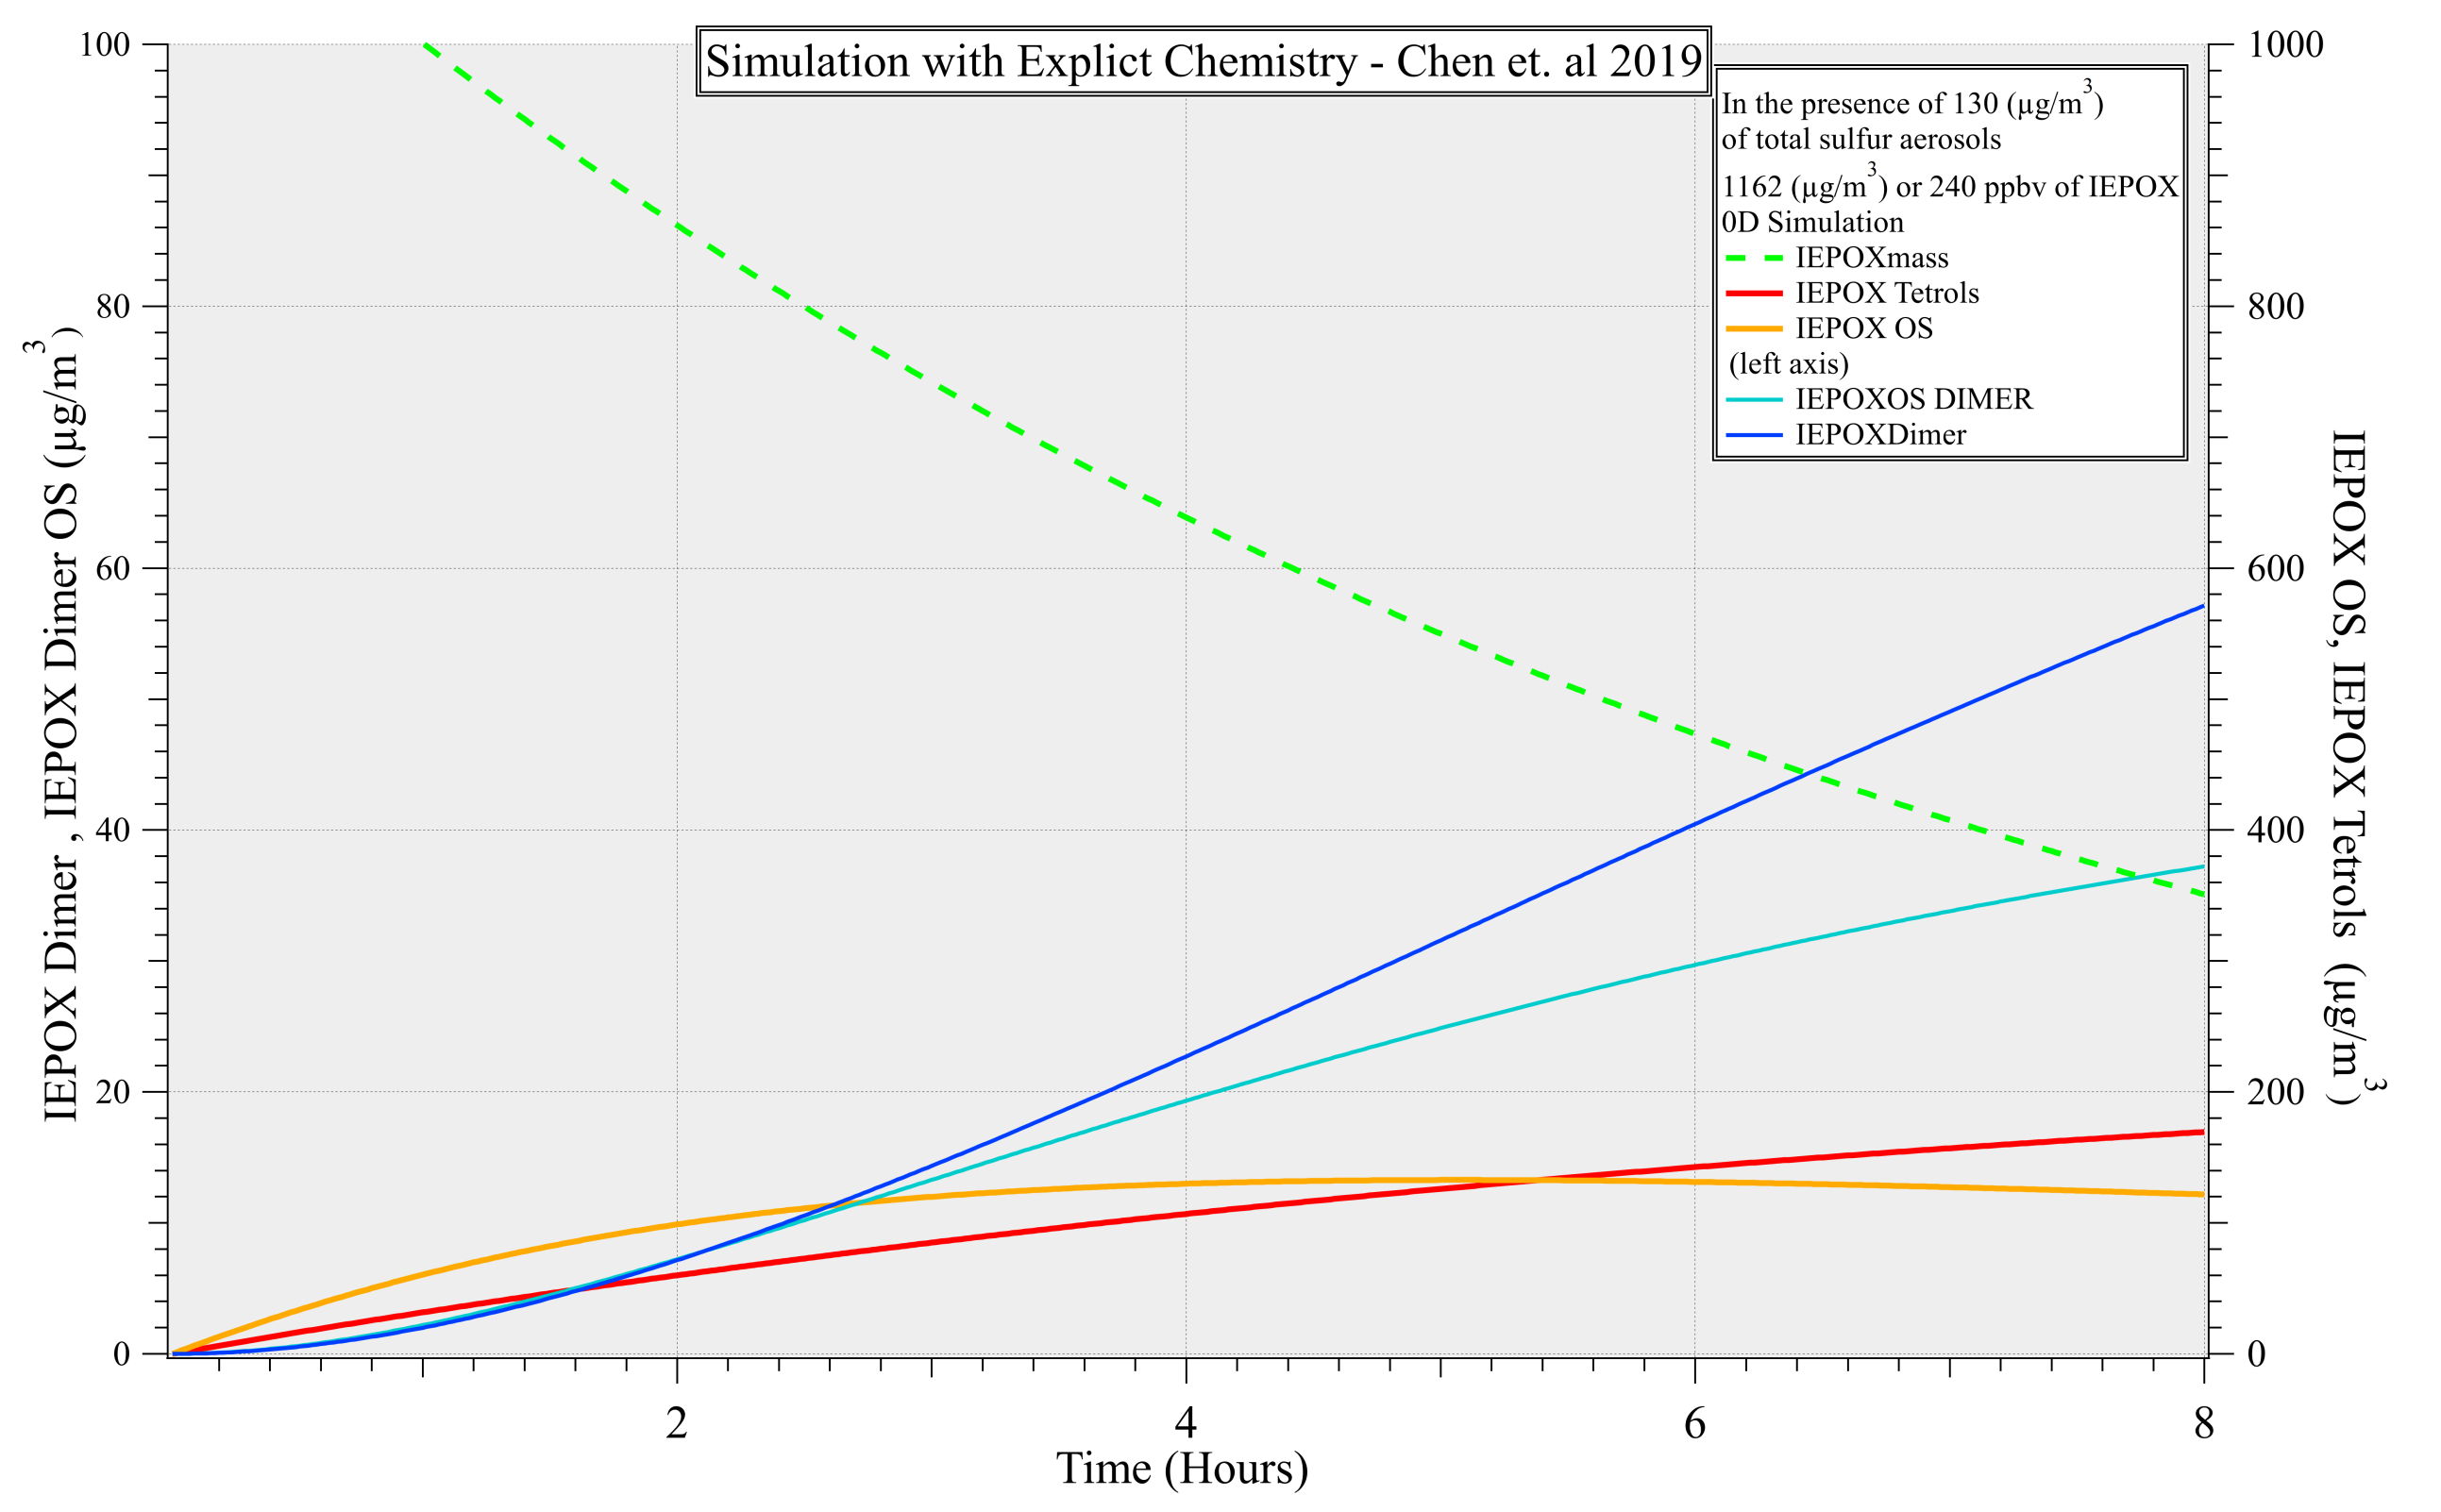 Simulation with Explict Chemistry - Chen et. al 2019
In the presence of 130 (µg/m³)
of total sulfur aerosols
1162 (µg/m³) or 240 ppbv of IEPOX
0D Simulation
IEPOXmass
IEPOX Tetrols
IEPOX OS
(left axis)
IEPOXOS DIMER
IEPOXDimer
IEPOX Dimer , IEPOX Dimer OS (µg/m³)
100
80
60
40
20
0
1000
800
600
400
200
0
IEPOX OS, IEPOX Tetrols (µg/m³)
2
4
6
8
Time (Hours)